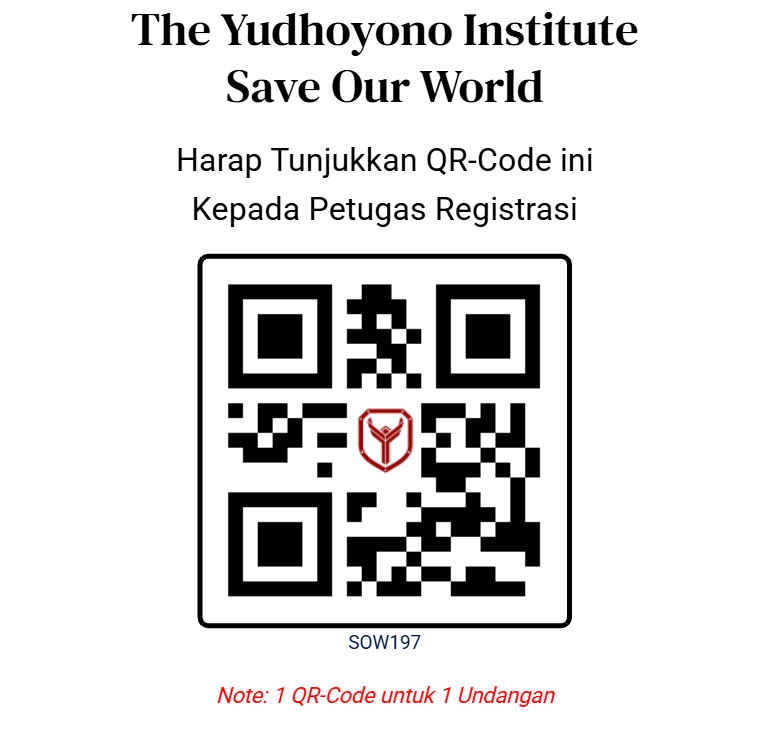 The Yudhoyono Institute
Save Our World
Harap Tunjukkan QR-Code ini
Kepada Petugas Registrasi
SOW197
Note: 1 QR-Code untuk 1 Undangan